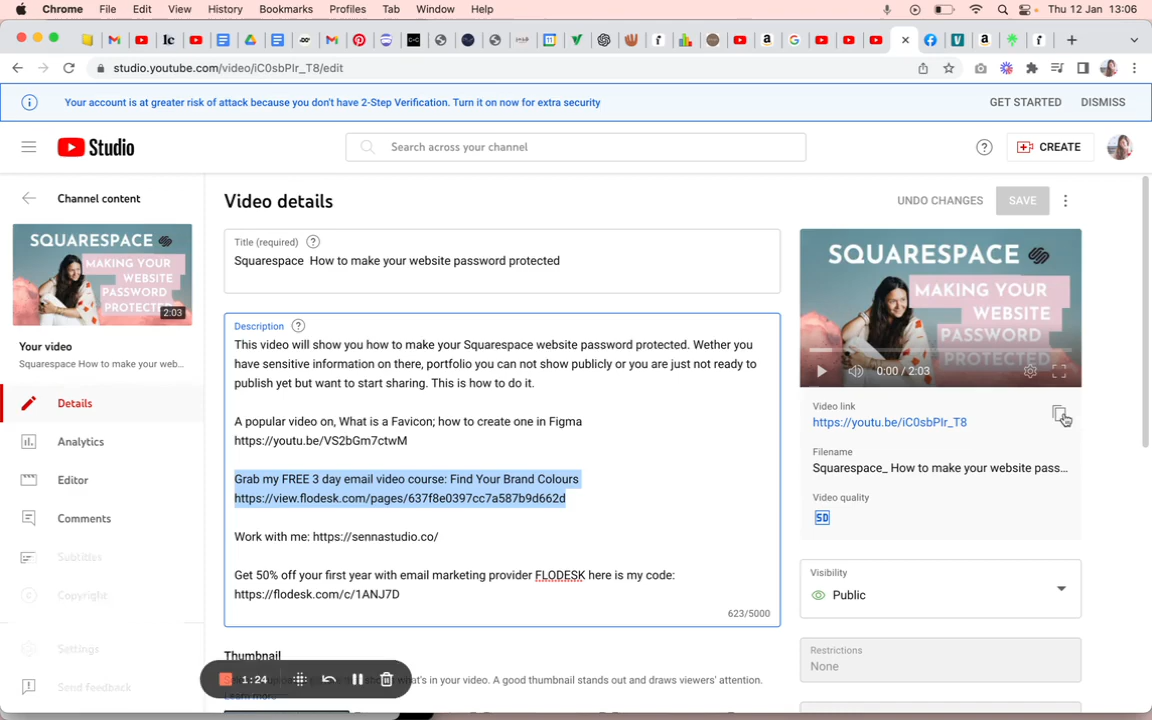 Chrome File Edit View History Bookmarks Profiles Tab Window Help Thu 12 Jan 13:06
studio.youtube.com/video/iC0sbPIr_T8/edit
Your account is at greater risk of attack because you don't have 2-Step Verification. Turn it on now for extra security GET STARTED DISMISS
Studio
Search across your channel
CREATE
Channel content
SQUARESPACE
MAKING YOUR
WEBSITE
PASSWORD
PROTECTED
2:03
Your video
Squarespace How to make your web...
Details
Analytics
Editor
Comments
Subtitles
Copyright
Settings
Send feedback
Video details
UNDO CHANGES SAVE
Title (required)
Squarespace How to make your website password protected
Description
This video will show you how to make your Squarespace website password protected. Wether you
have sensitive information on there, portfolio you can not show publicly or you are just not ready to
publish yet but want to start sharing. This is how to do it.
A popular video on, What is a Favicon; how to create one in Figma
https://youtu.be/VS2bGm7ctwM
Grab my FREE 3 day email video course: Find Your Brand Colours
https://view.flodesk.com/pages/637f8e0397cc7a587b9d662d
Work with me: https://sennastudio.co/
Get 50% off your first year with email marketing provider FLODESK here is my code:
https://flodesk.com/c/1ANJ7D
623/5000
Thumbnail
what's in your video. A good thumbnail stands out and draws viewers' attention.
Learn more
1:24
SQUARESPACE
MAKING YOUR
WEBSITE
PASSWORD
PROTECTED
0:00 / 2:03
Video link
https://youtu.be/iC0sbPIr_T8
Filename
Squarespace_ How to make your website pass...
Video quality
SD
Visibility
Public
Restrictions
None